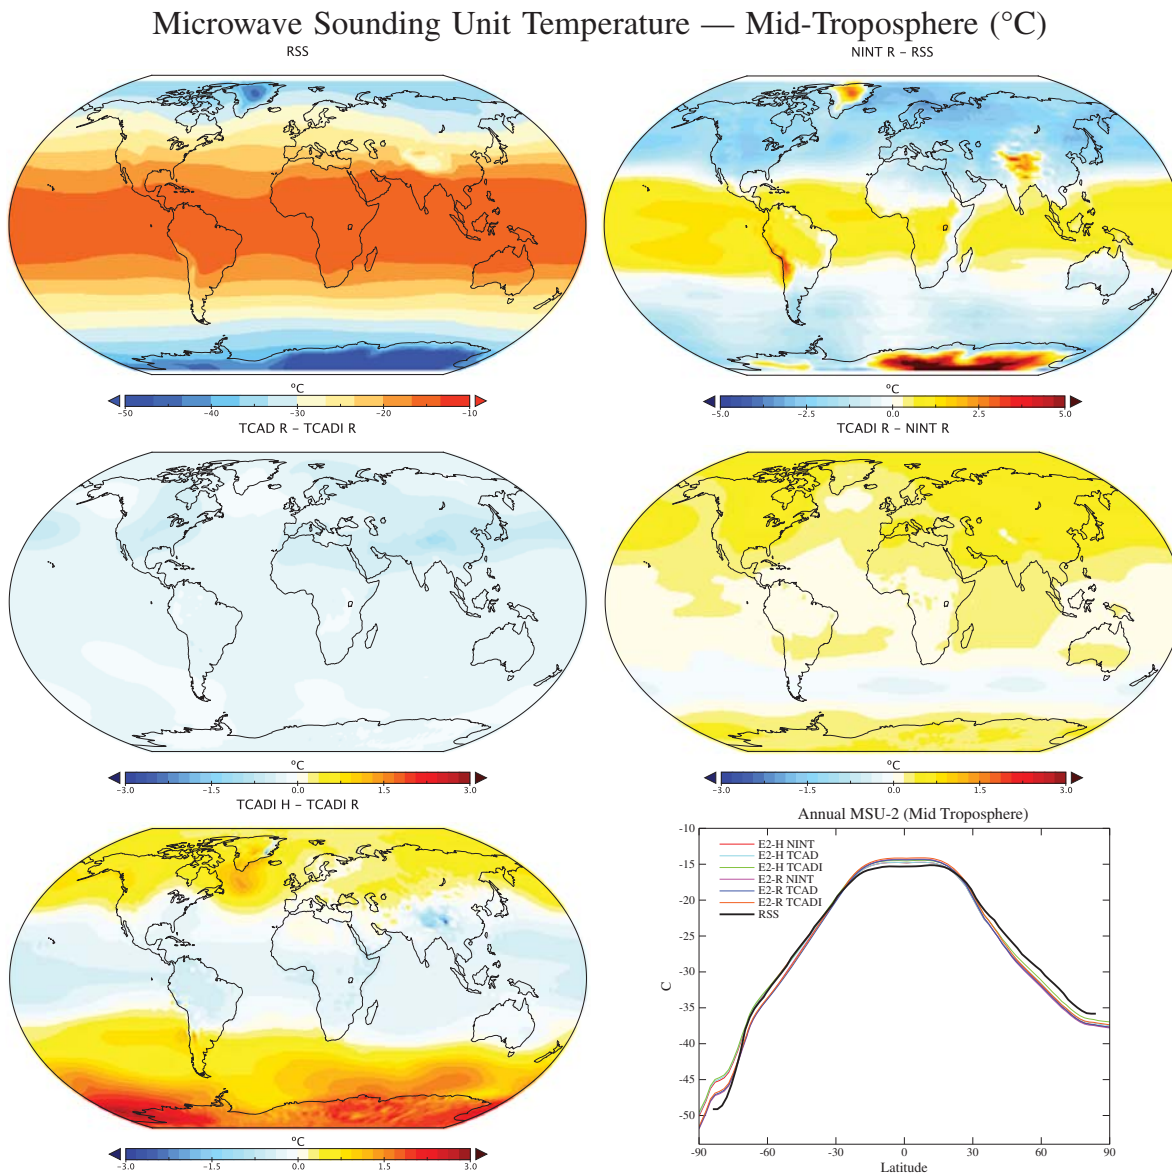 Microwave Sounding Unit Temperature — Mid-Troposphere (°C)
RSS
NINT R – RSS
°C
-50 -40 -30 -20 -10
°C
-5.0 -2.5 0.0 2.5 5.0
TCAD R – TCADI R
TCADI R – NINT R
°C
-3.0 -1.5 0.0 1.5 3.0
°C
-3.0 -1.5 0.0 1.5 3.0
TCADI H – TCADI R
°C
-3.0 -1.5 0.0 1.5 3.0
Annual MSU-2 (Mid Troposphere)
-10
-15
-20
-25
-30
-35
-40
-45
-50
C
E2-H NINT
E2-H TCAD
E2-H TCADI
E2-R NINT
E2-R TCAD
E2-R TCADI
RSS
-90 -60 -30 0 30 60 90
Latitude